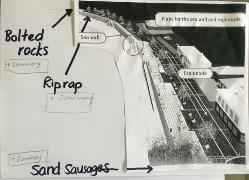 Bolted
rocks
+ Summary
Riprap
+ Summary
+ Summary
Sand Sausages
Plans for the sea wall and esplanade
Sea wall
Esplanade